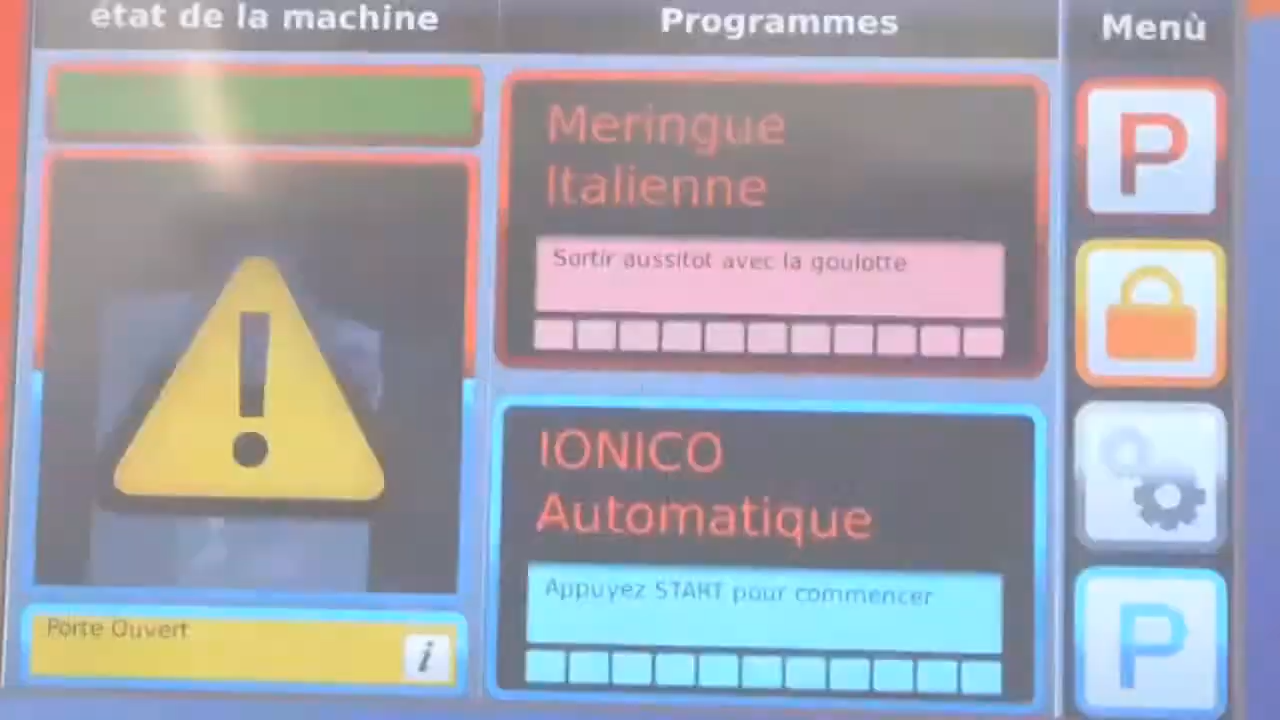 état de la machine
Programmes
Menù
Meringue
Italienne
Sortir aussitot avec la goulotte
P
IONICO
Automatique
Appuyez START pour commencer
Porte Ouvert
i
P